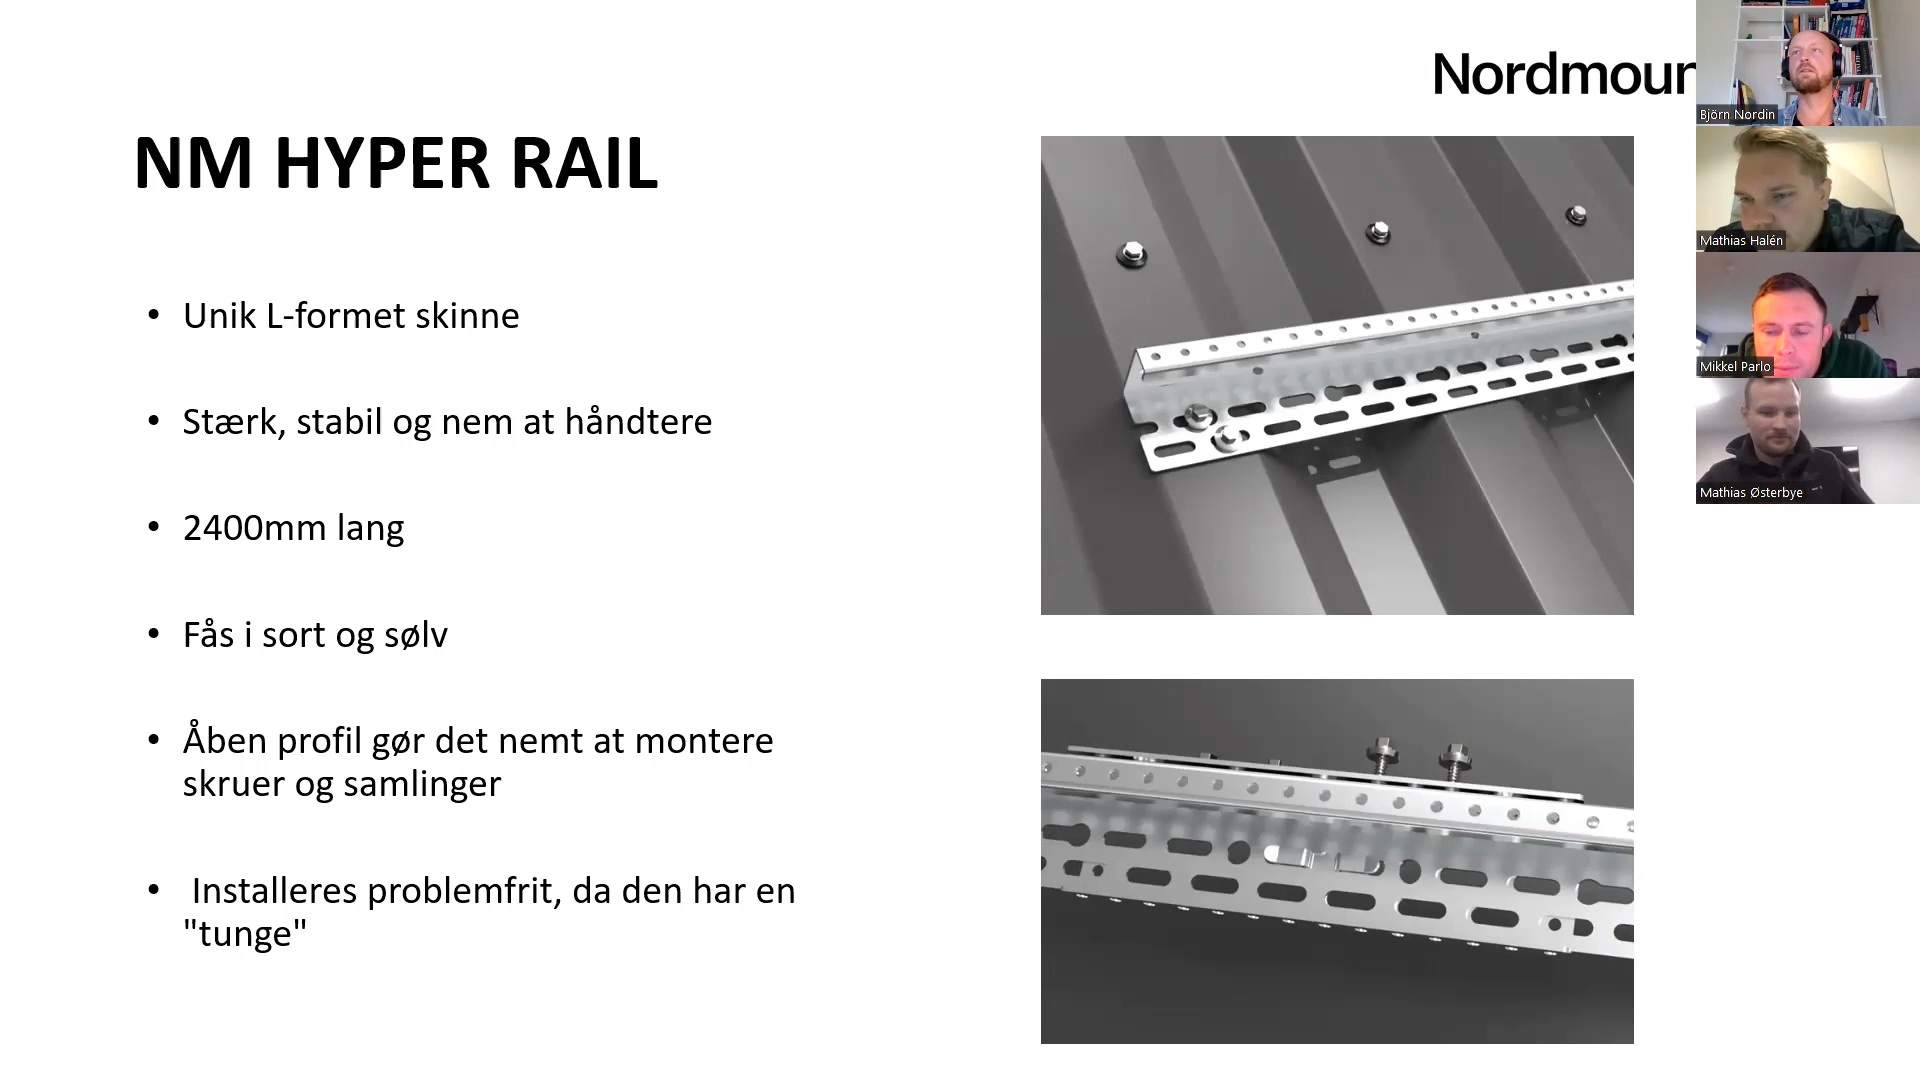 Nordmoun
NM HYPER RAIL
• Unik L-formet skinne
• Stærk, stabil og nem at håndtere
• 2400mm lang
• Fås i sort og sølv
• Åben profil gør det nemt at montere
skruer og samlinger
• Installeres problemfrit, da den har en
"tunge"
Björn Nordin
Mathias Halén
Mikkel Parlo
Mathias Østerbye